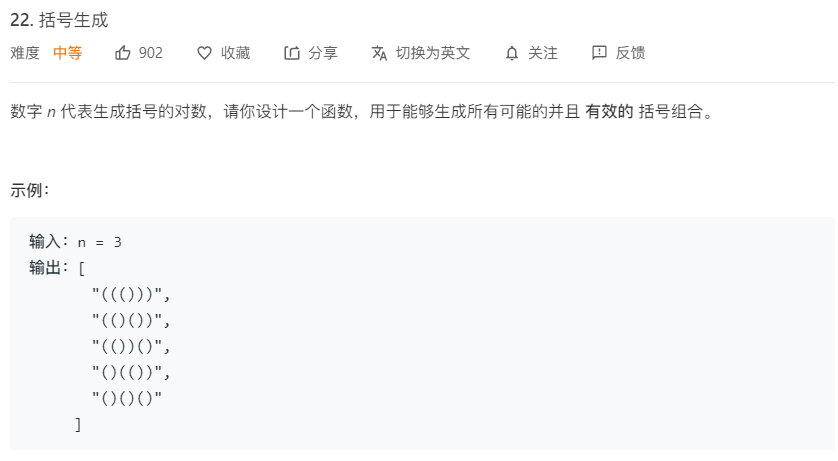 22. 括号生成
难度 中等 902 收藏 分享 切换为英文 关注 反馈
数字 n 代表生成括号的对数，请你设计一个函数，用于能够生成所有可能的并且 有效的 括号组合。
示例：
输入：n = 3
输出：[
"((()))",
"(()())",
"(())()",
"()(())",
"()()()"
]